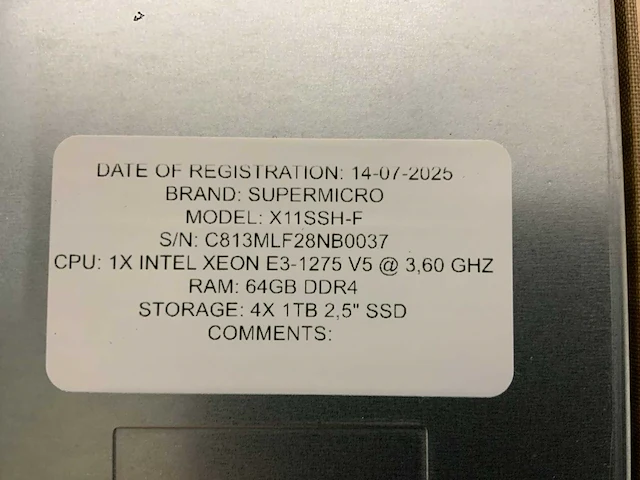 DATE OF REGISTRATION: 14-07-2025
BRAND: SUPERMICRO
MODEL: X11SSH-F
S/N: C813MLF28NB0037
CPU: 1X INTEL XEON E3-1275 V5 @ 3,60 GHZ
RAM: 64GB DDR4
STORAGE: 4X 1TB 2,5" SSD
COMMENTS: